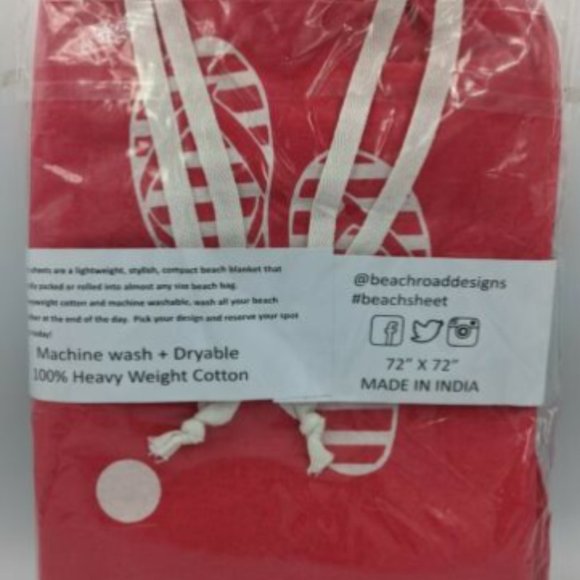 sheets are a lightweight, stylish, compact beach blanket that
packed or rolled into almost any size beach bag.
weight cotton and machine washable, wash all your beach
at the end of the day. Pick your design and reserve your spot
today!
Machine wash + Dryable
100% Heavy Weight Cotton
@beachroaddesigns
#beachsheet
72” X 72”
MADE IN INDIA